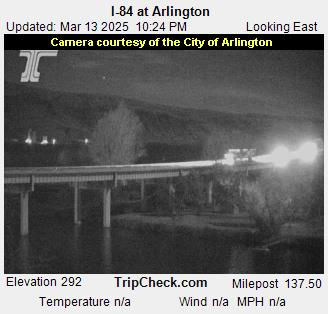 I-84 at Arlington
Updated: Mar 13 2025 10:24 PM Looking East
Camera courtesy of the City of Arlington
Elevation 292 TripCheck.com Milepost 137.50
Temperature n/a Wind n/a MPH n/a